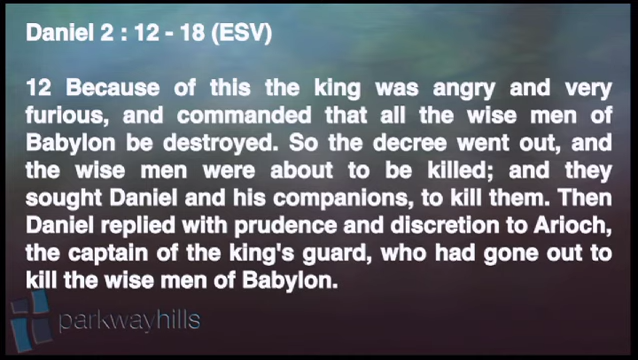 Daniel 2 : 12 - 18 (ESV)
12 Because of this the king was angry and very
furious, and commanded that all the wise men of
Babylon be destroyed. So the decree went out, and
the wise men were about to be killed; and they
sought Daniel and his companions, to kill them. Then
Daniel replied with prudence and discretion to Arioch,
the captain of the king's guard, who had gone out to
kill the wise men of Babylon.
parkwayhills